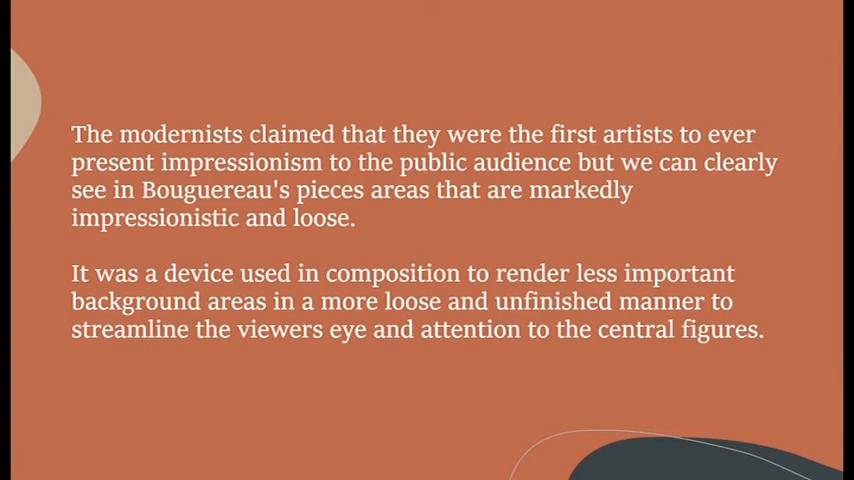 The modernists claimed that they were the first artists to ever
present impressionism to the public audience but we can clearly
see in Bouguereau's pieces areas that are markedly
impressionistic and loose.
It was a device used in composition to render less important
background areas in a more loose and unfinished manner to
streamline the viewers eye and attention to the central figures.